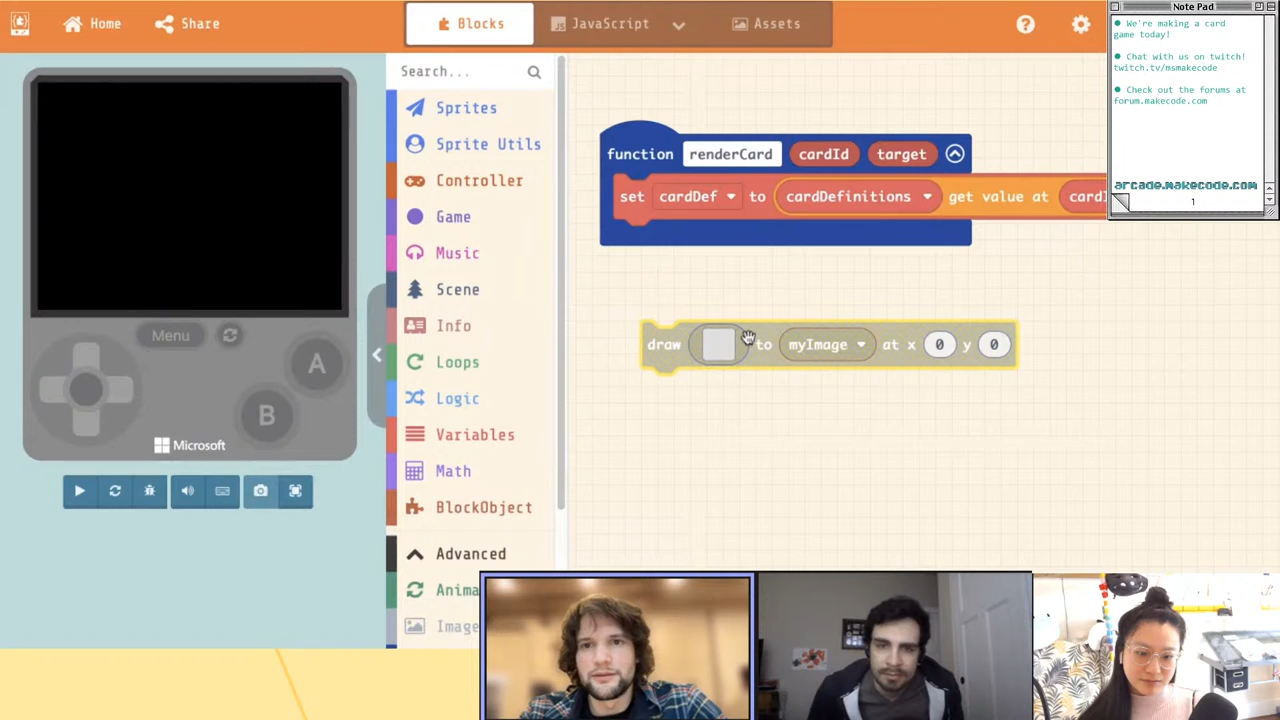 Home
Share
Blocks
JavaScript
Assets
Note Pad
We're making a card
game today!
Chat with us on twitch!
twitch.tv/msmakecode
Check out the forums at
forum.makecode.com
arcade.makecode.com
1
Menu
A
B
Microsoft
Search...
Sprites
Sprite Utils
Controller
Game
Music
Scene
Info
Loops
Logic
Variables
Math
BlockObject
Advanced
function renderCard cardId target
set cardDef to cardDefinitions get value at
draw to myImage at x 0 y 0